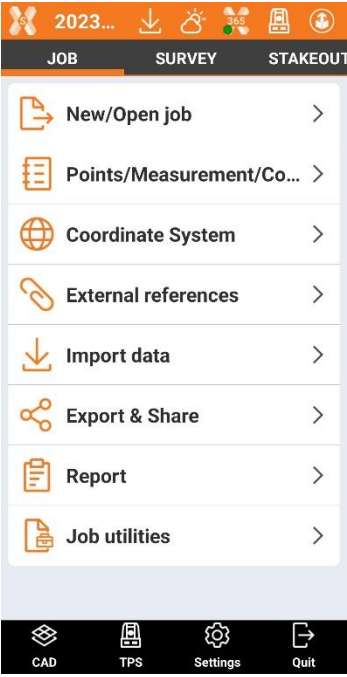 2023...
365
JOB SURVEY STAKEOUT
New/Open job
Points/Measurement/Co...
Coordinate System
External references
Import data
Export & Share
Report
Job utilities
CAD TPS Settings Quit